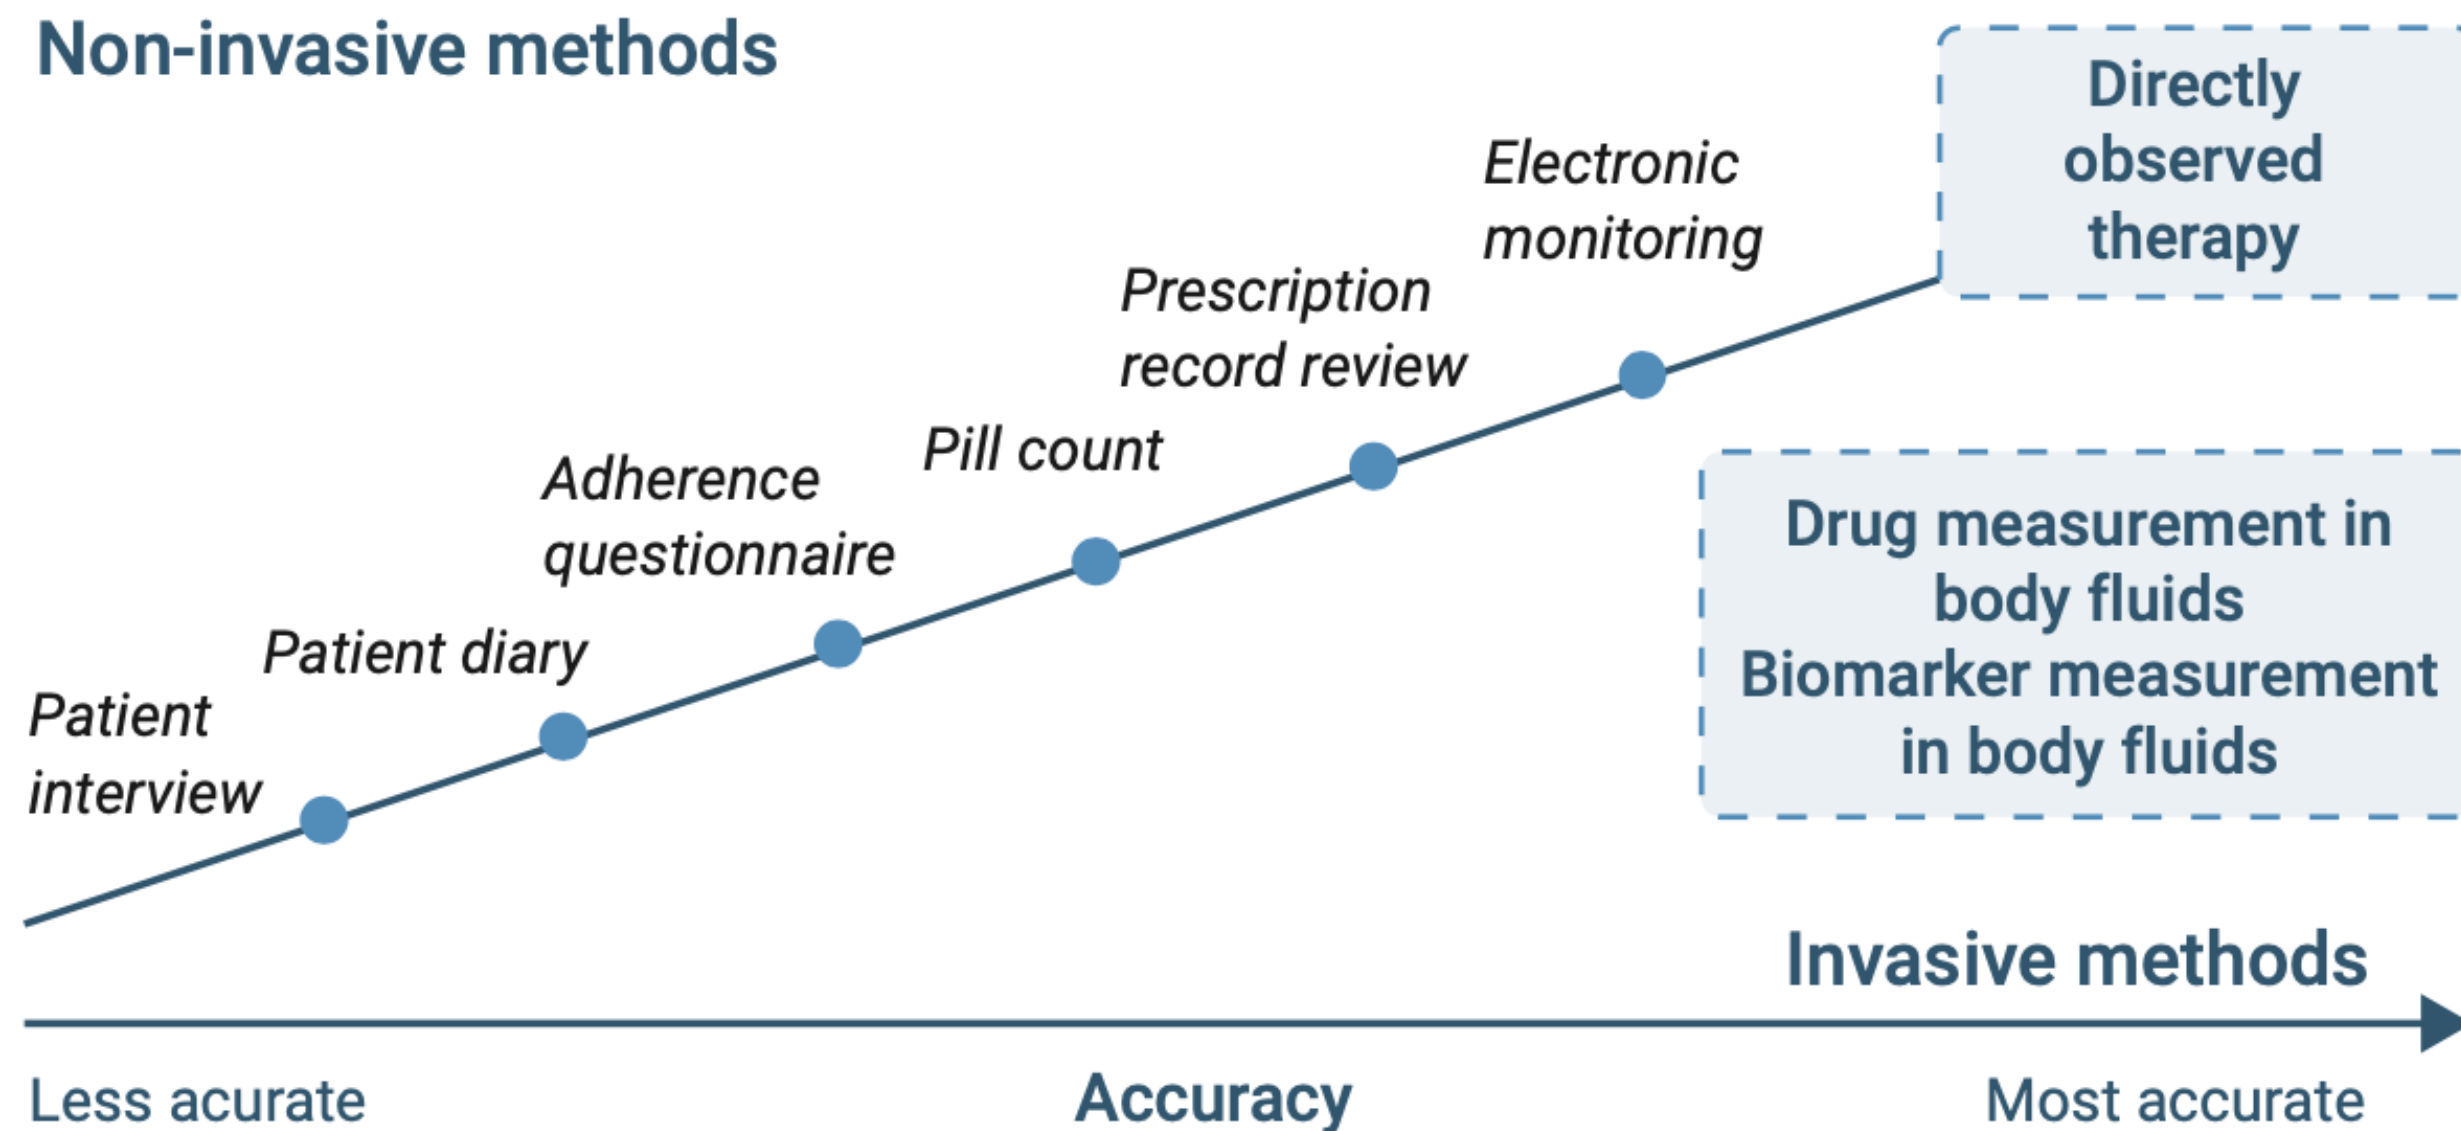 Non-invasive methods
Directly
observed
therapy
Electronic
monitoring
Prescription
record review
Pill count
Adherence
questionnaire
Patient diary
Patient
interview
Drug measurement in
body fluids
Biomarker measurement
in body fluids
Invasive methods
Less acurate
Accuracy
Most accurate